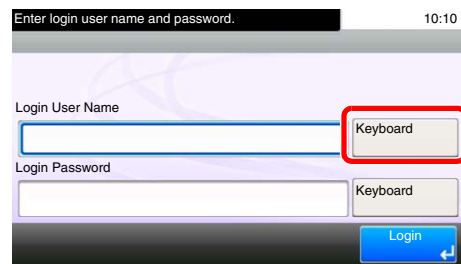 Enter login user name and password. 10:10
Login User Name
Keyboard
Login Password
Keyboard
Login